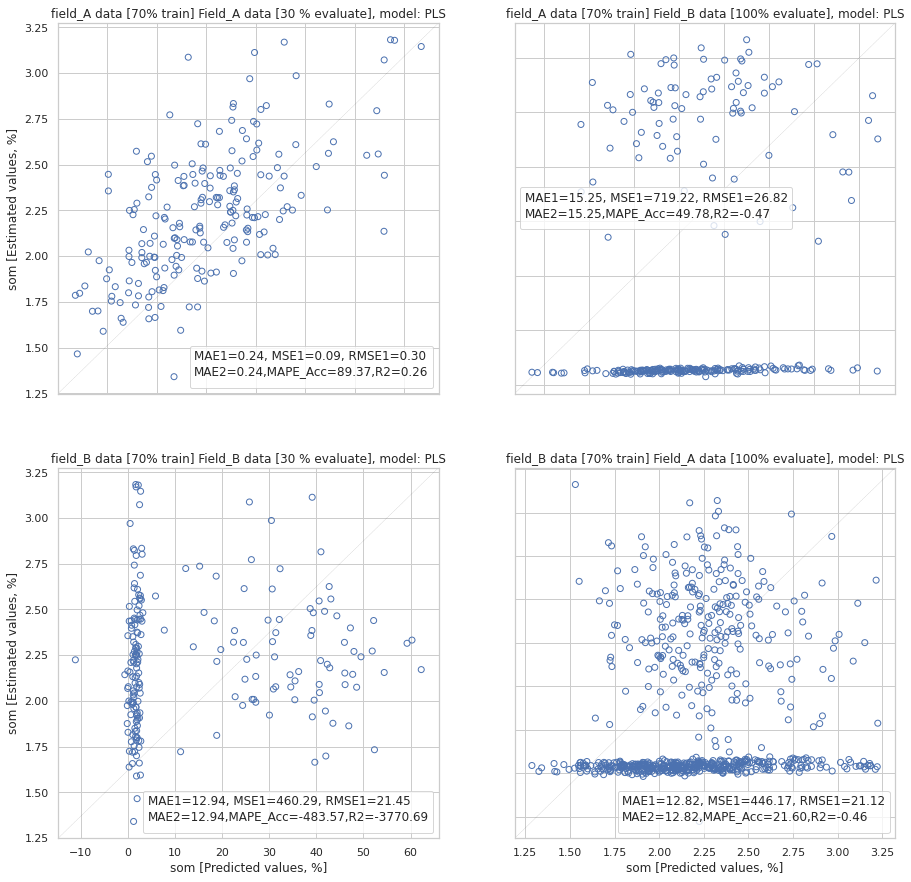 field_A data [70% train] Field_A data [30 % evaluate], model: PLS
field_A data [70% train] Field_B data [100% evaluate], model: PLS
3.25
3.00
2.75
2.50
2.25
2.00
1.75
1.50
1.25
som [Estimated values, %]
MAE1=0.24, MSE1=0.09, RMSE1=0.30
MAE2=0.24,MAPE_Acc=89.37,R2=0.26
MAE1=15.25, MSE1=719.22, RMSE1=26.82
MAE2=15.25,MAPE_Acc=49.78,R2=-0.47
field_B data [70% train] Field_B data [30 % evaluate], model: PLS
field_B data [70% train] Field_A data [100% evaluate], model: PLS
3.25
3.00
2.75
2.50
2.25
2.00
1.75
1.50
1.25
som [Estimated values, %]
MAE1=12.94, MSE1=460.29, RMSE1=21.45
MAE2=12.94,MAPE_Acc=-483.57,R2=-3770.69
MAE1=12.82, MSE1=446.17, RMSE1=21.12
MAE2=12.82,MAPE_Acc=21.60,R2=-0.46
−10 0 10 20 30 40 50 60
som [Predicted values, %]
1.25 1.50 1.75 2.00 2.25 2.50 2.75 3.00 3.25
som [Predicted values, %]